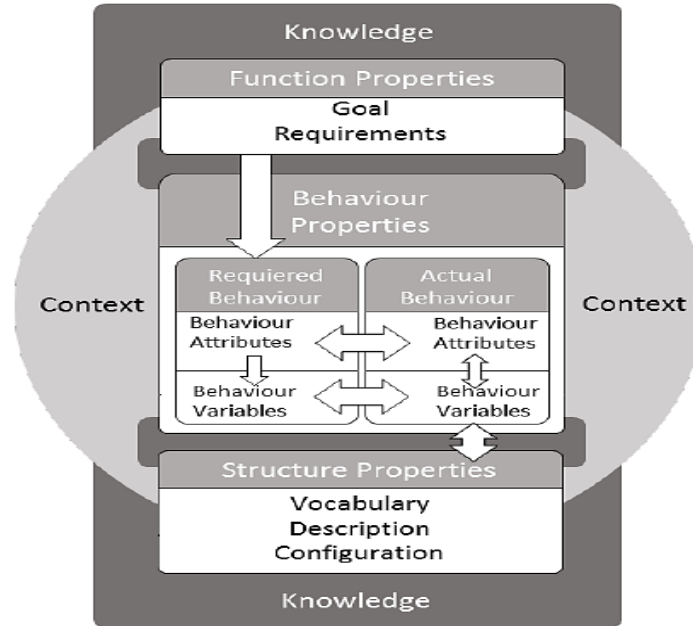 Knowledge
Function Properties
Goal
Requirements
Behaviour
Properties
Context
Context
Requiered
Behaviour
Actual
Behaviour
Behaviour
Attributes
Behaviour
Attributes
Behaviour
Variables
Behaviour
Variables
Structure Properties
Vocabulary
Description
Configuration
Knowledge